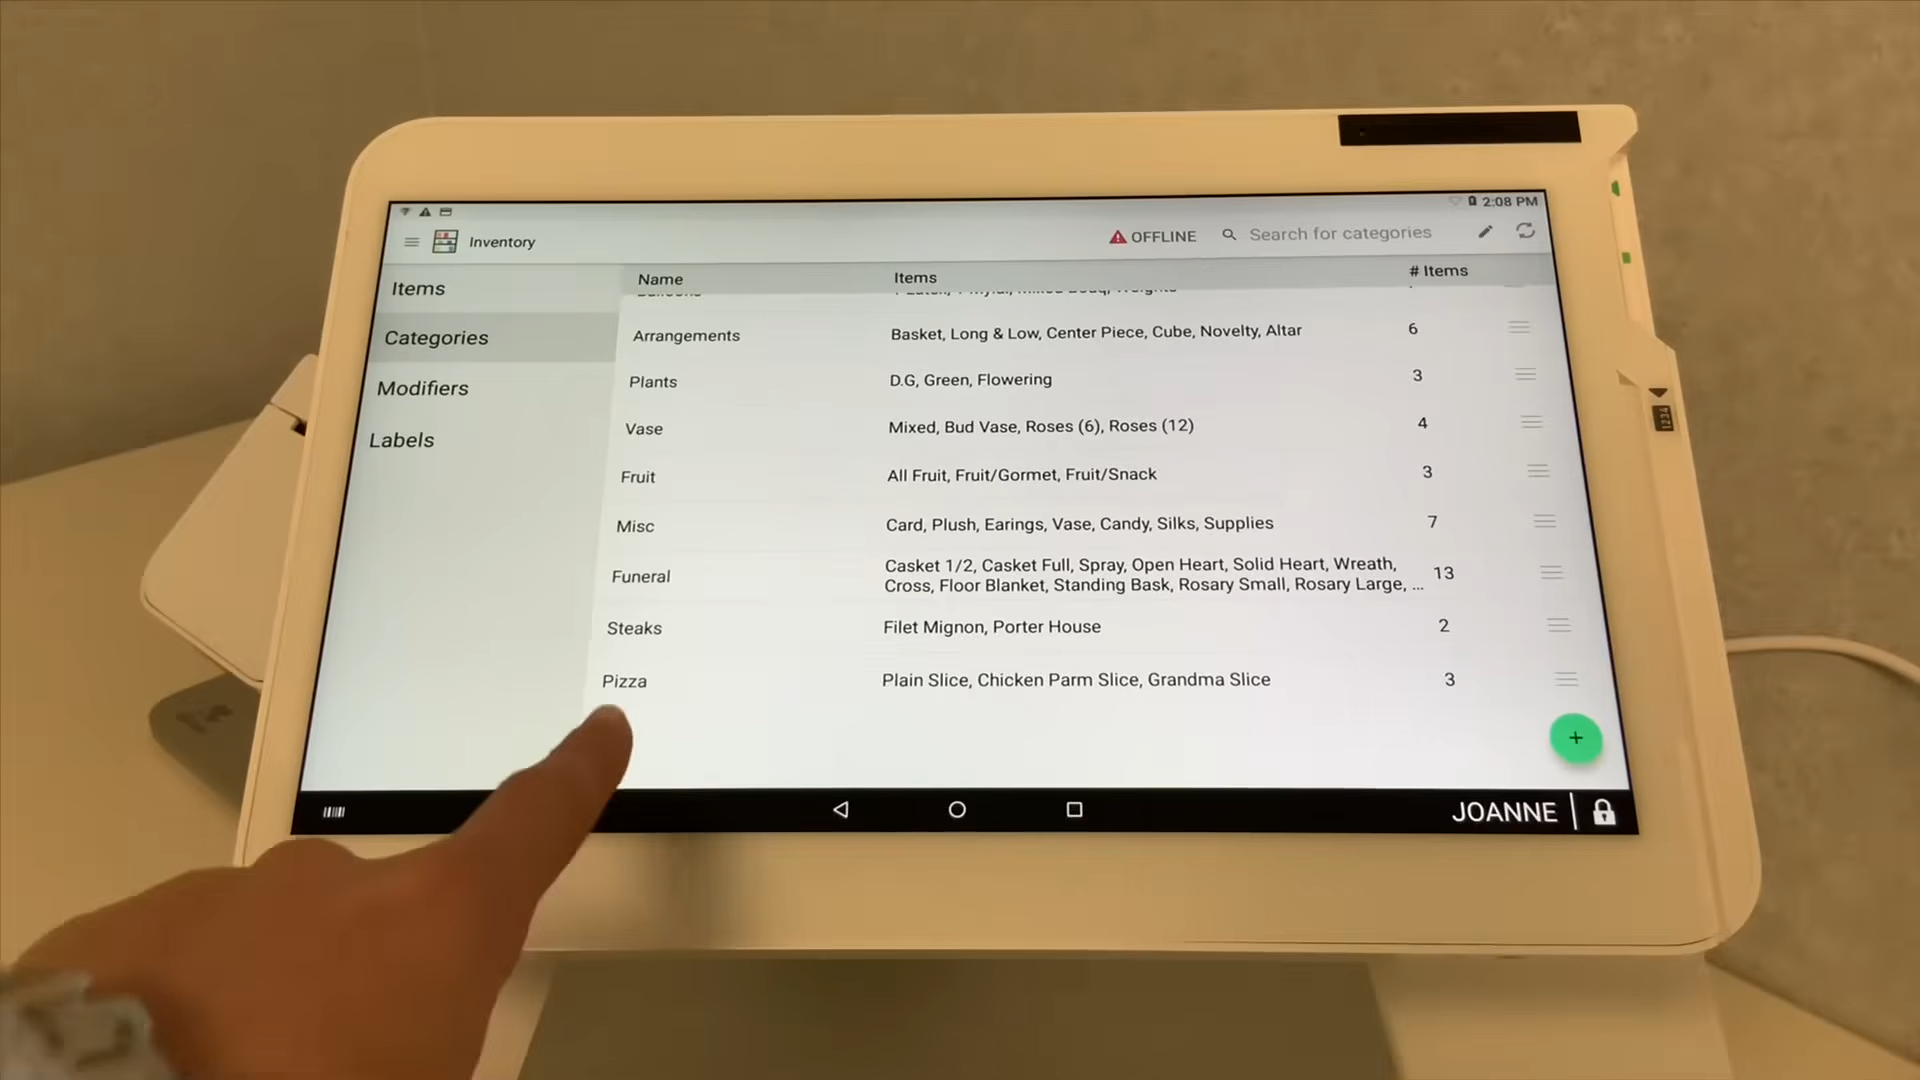 2:08 PM
Inventory
OFFLINE
Search for categories
Items
Categories
Modifiers
Labels
Name Items # Items
Balloons
Arrangements Basket, Long & Low, Center Piece, Cube, Novelty, Altar 6
Plants D.G, Green, Flowering 3
Vase Mixed, Bud Vase, Roses (6), Roses (12) 4
Fruit All Fruit, Fruit/Gormet, Fruit/Snack 3
Misc Card, Plush, Earings, Vase, Candy, Silks, Supplies 7
Funeral Casket 1/2, Casket Full, Spray, Open Heart, Solid Heart, Wreath,
Cross, Floor Blanket, Standing Bask, Rosary Small, Rosary Large, ... 13
Steaks Filet Mignon, Porter House 2
Pizza Plain Slice, Chicken Parm Slice, Grandma Slice 3
+
JOANNE
1234